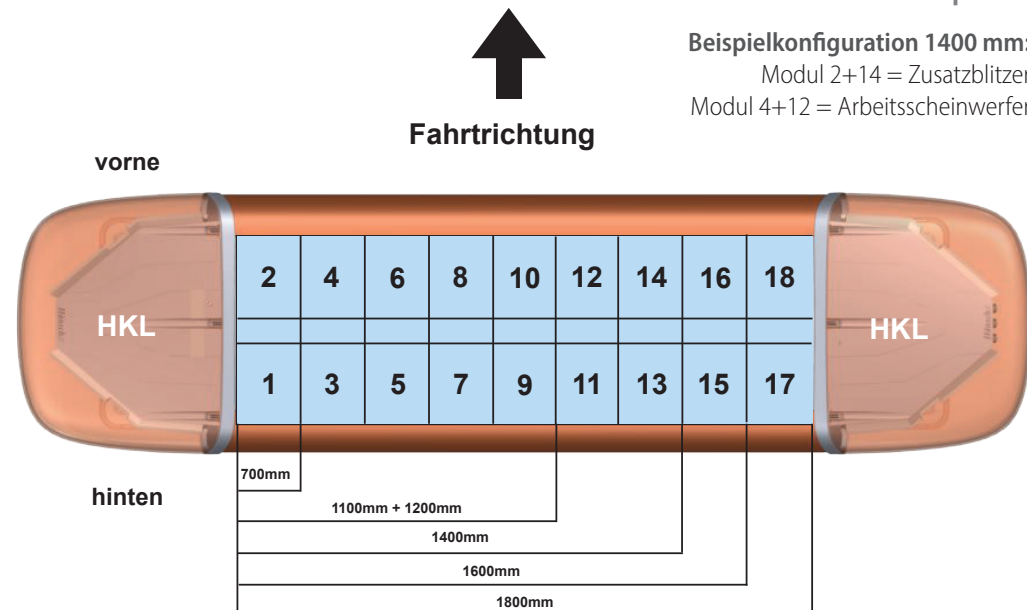 Beispielkonfiguration 1400 mm:
Modul 2+14 = Zusatzblitzer
Modul 4+12 = Arbeitsscheinwerfer
Fahrtrichtung
vorne
2 4 6 8 10 12 14 16 18
HKL HKL
1 3 5 7 9 11 13 15 17
700mm
hinten
1100mm + 1200mm
1400mm
1600mm
1800mm